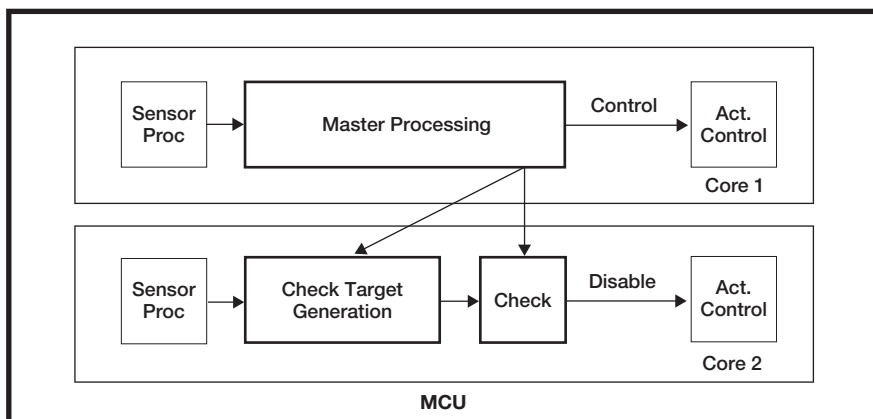 Sensor
Proc
Master Processing
Control
Act.
Control
Core 1
Sensor
Proc
Check Target
Generation
Check
Disable
Act.
Control
Core 2
MCU